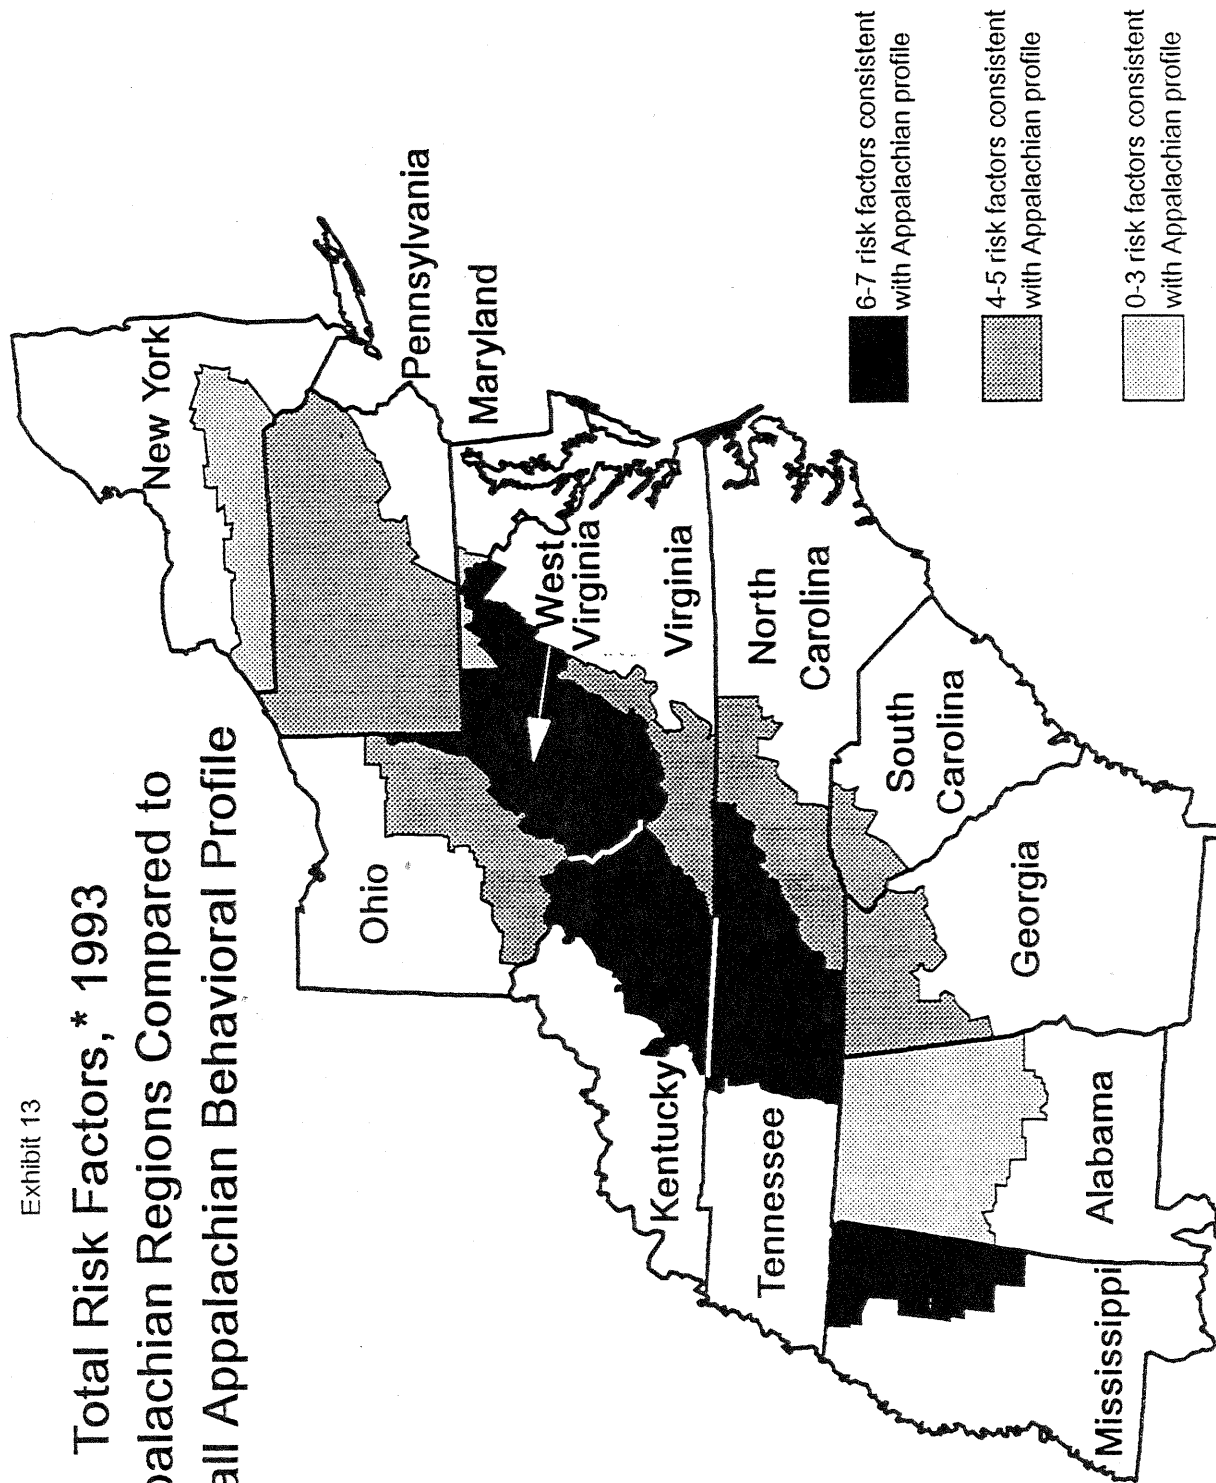 Exhibit 13
Total Risk Factors,* 1993
palachian Regions Compared to
all Appalachian Behavioral Profile
New York
Pennsylvania
Maryland
Ohio
West
Virginia
Virginia
Kentucky
North
Carolina
Tennessee
South
Carolina
Georgia
Alabama
Mississippi
6-7 risk factors consistent
with Appalachian profile
4-5 risk factors consistent
with Appalachian profile
0-3 risk factors consistent
with Appalachian profile